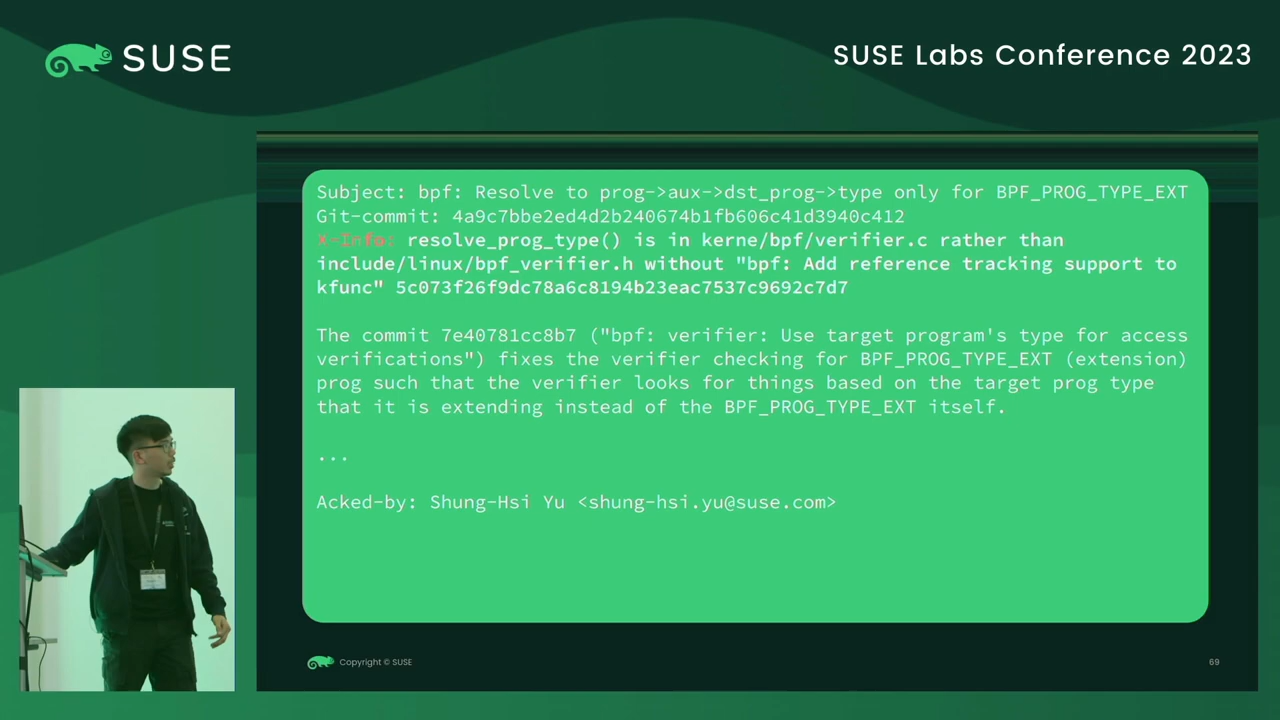 SUSE
SUSE Labs Conference 2023
Subject: bpf: Resolve to prog->aux->dst_prog->type only for BPF_PROG_TYPE_EXT
Git-commit: 4a9c7bbe2ed4d2b240674b1fb606c41d3940c412
X-Info: resolve_prog_type() is in kerne/bpf/verifier.c rather than
include/linux/bpf_verifier.h without "bpf: Add reference tracking support to
kfunc" 5c073f26f9dc78a6c8194b23eac7537c9692c7d7
The commit 7e40781cc8b7 ("bpf: verifier: Use target program's type for access
verifications") fixes the verifier checking for BPF_PROG_TYPE_EXT (extension)
prog such that the verifier looks for things based on the target prog type
that it is extending instead of the BPF_PROG_TYPE_EXT itself.
...
Acked-by: Shung-Hsi Yu <shung-hsi.yu@suse.com>
Copyright © SUSE
69